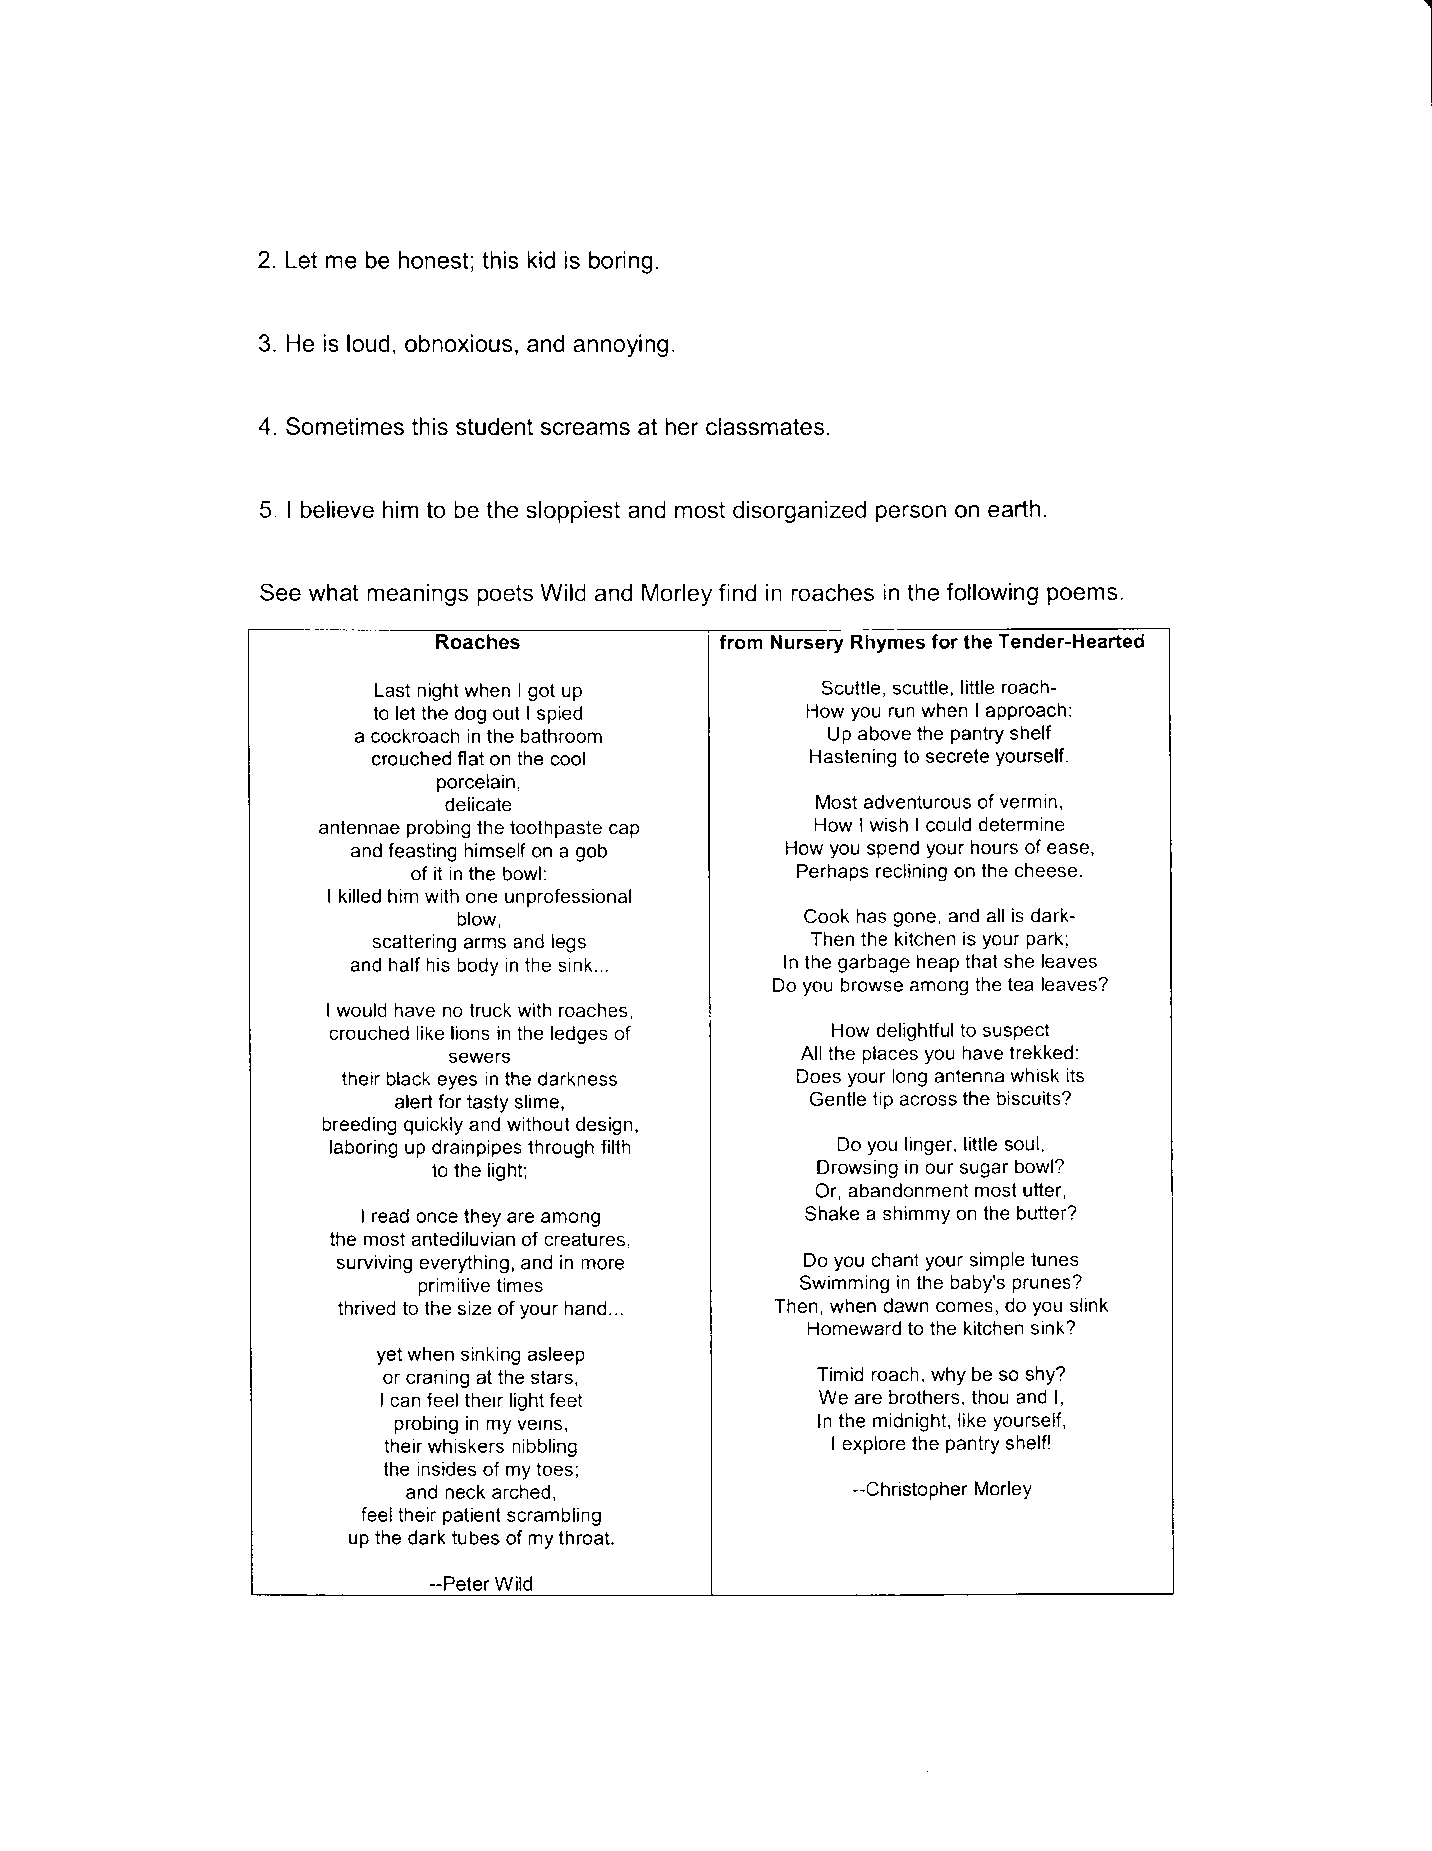 2. Let me be honest; this kid is boring.
3. He is loud, obnoxious, and annoying.
4. Sometimes this student screams at her classmates.
5. I believe him to be the sloppiest and most disorganized person on earth.
See what meanings poets Wild and Morley find in roaches in the following poems.
Roaches
Last night when I got up
to let the dog out I spied
a cockroach in the bathroom
crouched flat on the cool
porcelain,
delicate
antennae probing the toothpaste cap
and feasting himself on a gob
of it in the bowl:
I killed him with one unprofessional
blow,
scattering arms and legs
and half his body in the sink...
I would have no truck with roaches,
crouched like lions in the ledges of
sewers
their black eyes in the darkness
alert for tasty slime,
breeding quickly and without design,
laboring up drainpipes through filth
to the light;
I read once they are among
the most antediluvian of creatures,
surviving everything, and in more
primitive times
thrived to the size of your hand...
yet when sinking asleep
or craning at the stars,
I can feel their light feet
probing in my veins,
their whiskers nibbling
the insides of my toes;
and neck arched,
feel their patient scrambling
up the dark tubes of my throat.
--Peter Wild
from Nursery Rhymes for the Tender-Hearted
Scuttle, scuttle, little roach-
How you run when I approach:
Up above the pantry shelf
Hastening to secrete yourself.
Most adventurous of vermin,
How I wish I could determine
How you spend your hours of ease,
Perhaps reclining on the cheese.
Cook has gone, and all is dark-
Then the kitchen is your park;
In the garbage heap that she leaves
Do you browse among the tea leaves?
How delightful to suspect
All the places you have trekked:
Does your long antenna whisk its
Gentle tip across the biscuits?
Do you linger, little soul,
Drowsing in our sugar bowl?
Or, abandonment most utter,
Shake a shimmy on the butter?
Do you chant your simple tunes
Swimming in the baby's prunes?
Then, when dawn comes, do you slink
Homeward to the kitchen sink?
Timid roach, why be so shy?
We are brothers, thou and I,
In the midnight, like yourself,
I explore the pantry shelf!
--Christopher Morley